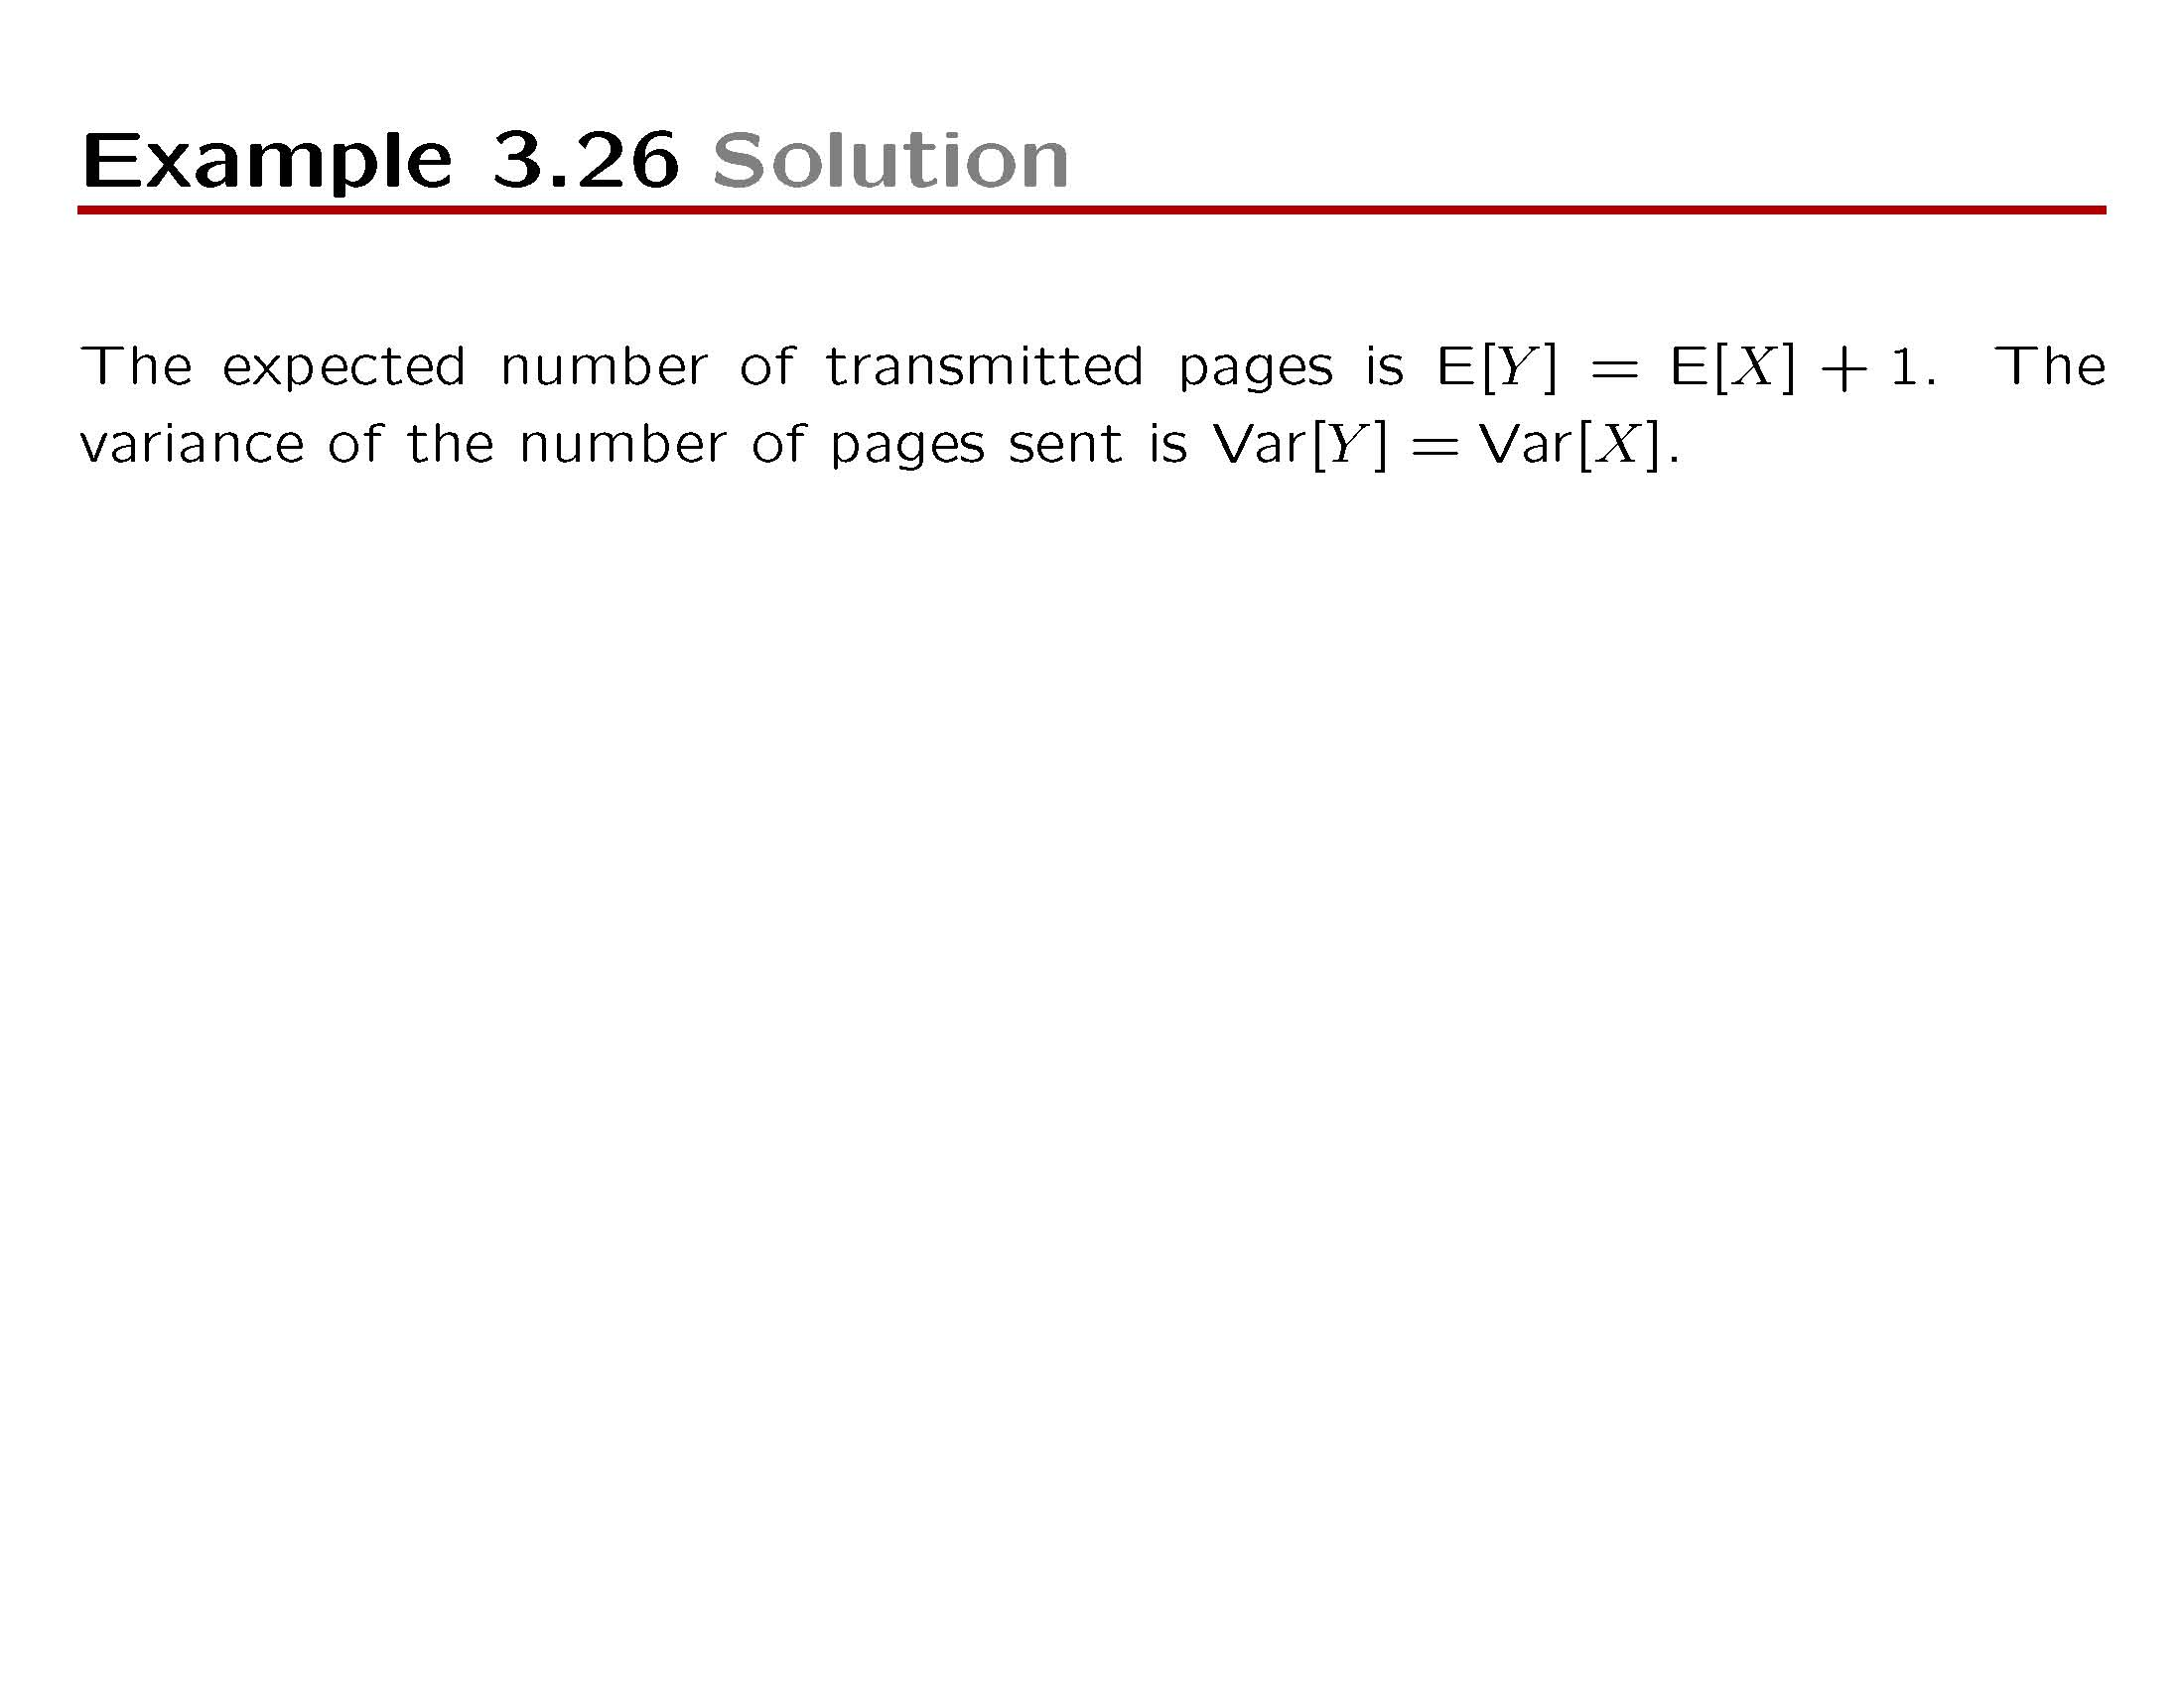 Example 3.26 Solution
The expected number of transmitted pages is E[Y] = E[X] + 1. The
variance of the number of pages sent is Var[Y] = Var[X].